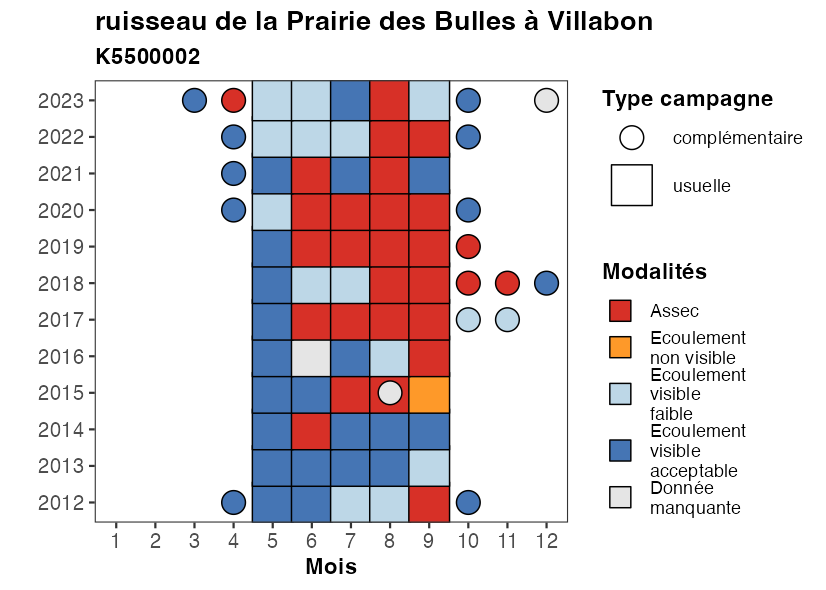 ruisseau de la Prairie des Bulles à Villabon
K5500002
2023
2022
2021
2020
2019
2018
2017
2016
2015
2014
2013
2012
1 2 3 4 5 6 7 8 9 10 11 12
Mois
Type campagne
complémentaire
usuelle
Modalités
Assec
Ecoulement
non visible
Ecoulement
visible
faible
Ecoulement
visible
acceptable
Donnée
manquante